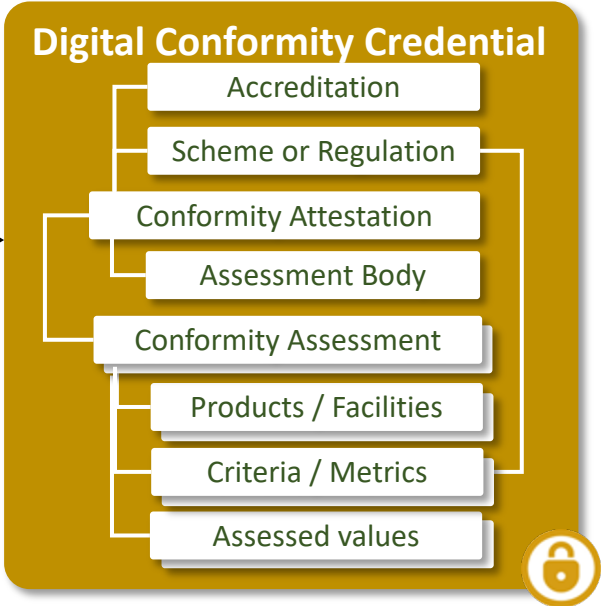 Digital Conformity Credential
Accreditation
Scheme or Regulation
Conformity Attestation
Assessment Body
Conformity Assessment
Products / Facilities
Criteria / Metrics
Assessed values